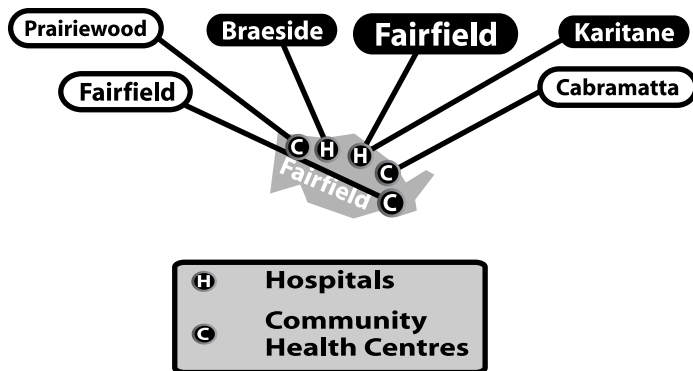 Prairiewood
Braeside
Fairfield
Karitane
Fairfield
Cabramatta
C
H
H
C
Fairfield
C
H Hospitals
C Community
Health Centres